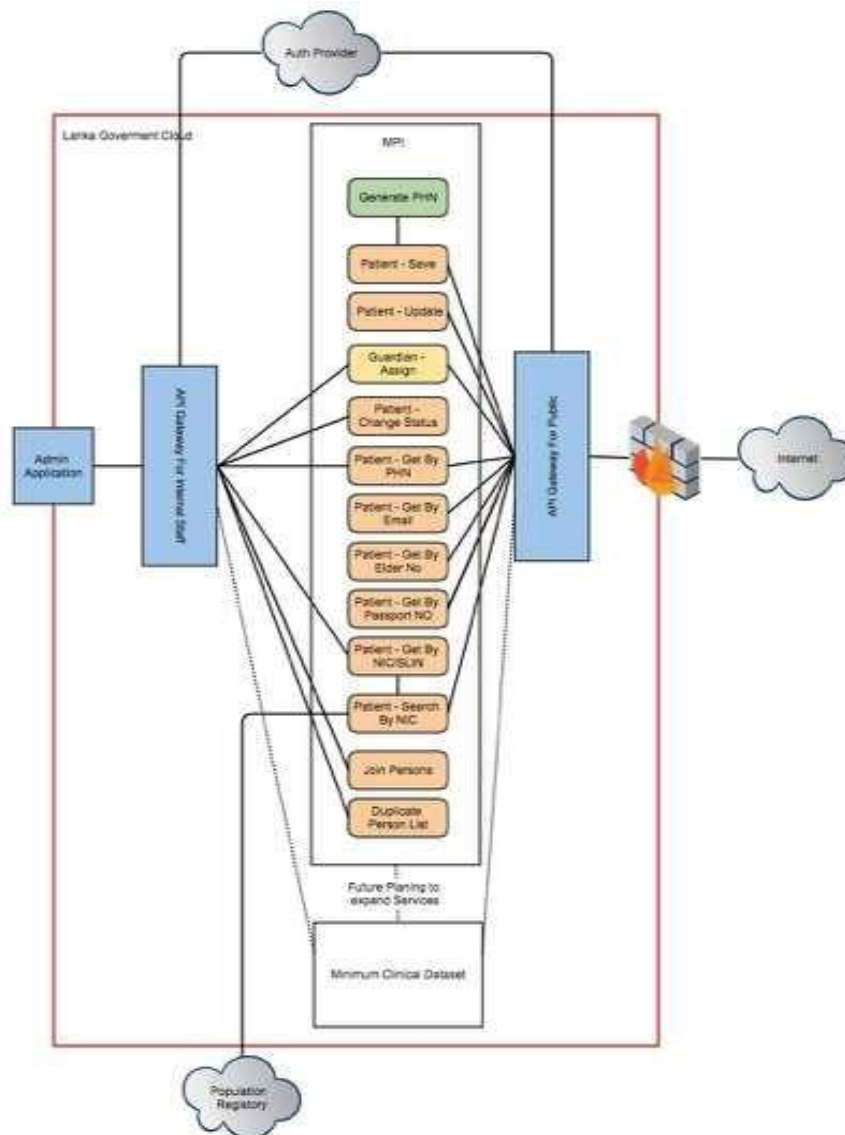 Auth Provider
Lanka Goverment Cloud
MPI
Generate PHN
Patient - Save
Patient - Update
Guardian -
Assign
Patient -
Change Status
Patient - Get By
PHN
Patient - Get By
Email
Patient - Get By
Elder No
Patient - Get By
Passport NO
Patient - Get By
NIC/SLIN
Patient - Search
By NIC
Join Persons
Duplicate
Person List
API Gateway For Internal Staff
Admin
Application
API Gateway For Public
Internet
Future Planing to
expand Services
Minimum Clinical Dataset
Population
Registory